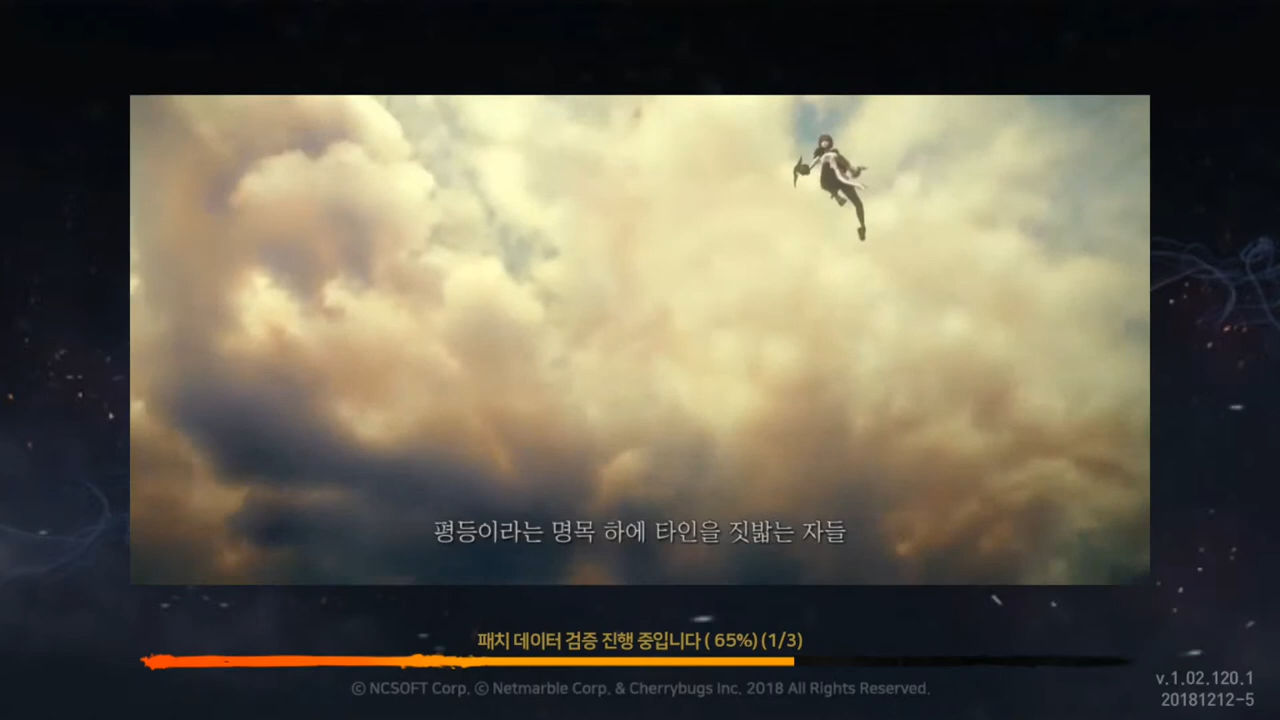 평등이라는 명목 하에 타인을 짓밟는 자들
패치 데이터 검증 진행 중입니다 ( 65%) (1/3)
ⓒ NCSOFT Corp. ⓒ Netmarble Corp. & Cherrybugs Inc. 2018 All Rights Reserved.
v.1.02.120.1
20181212-5